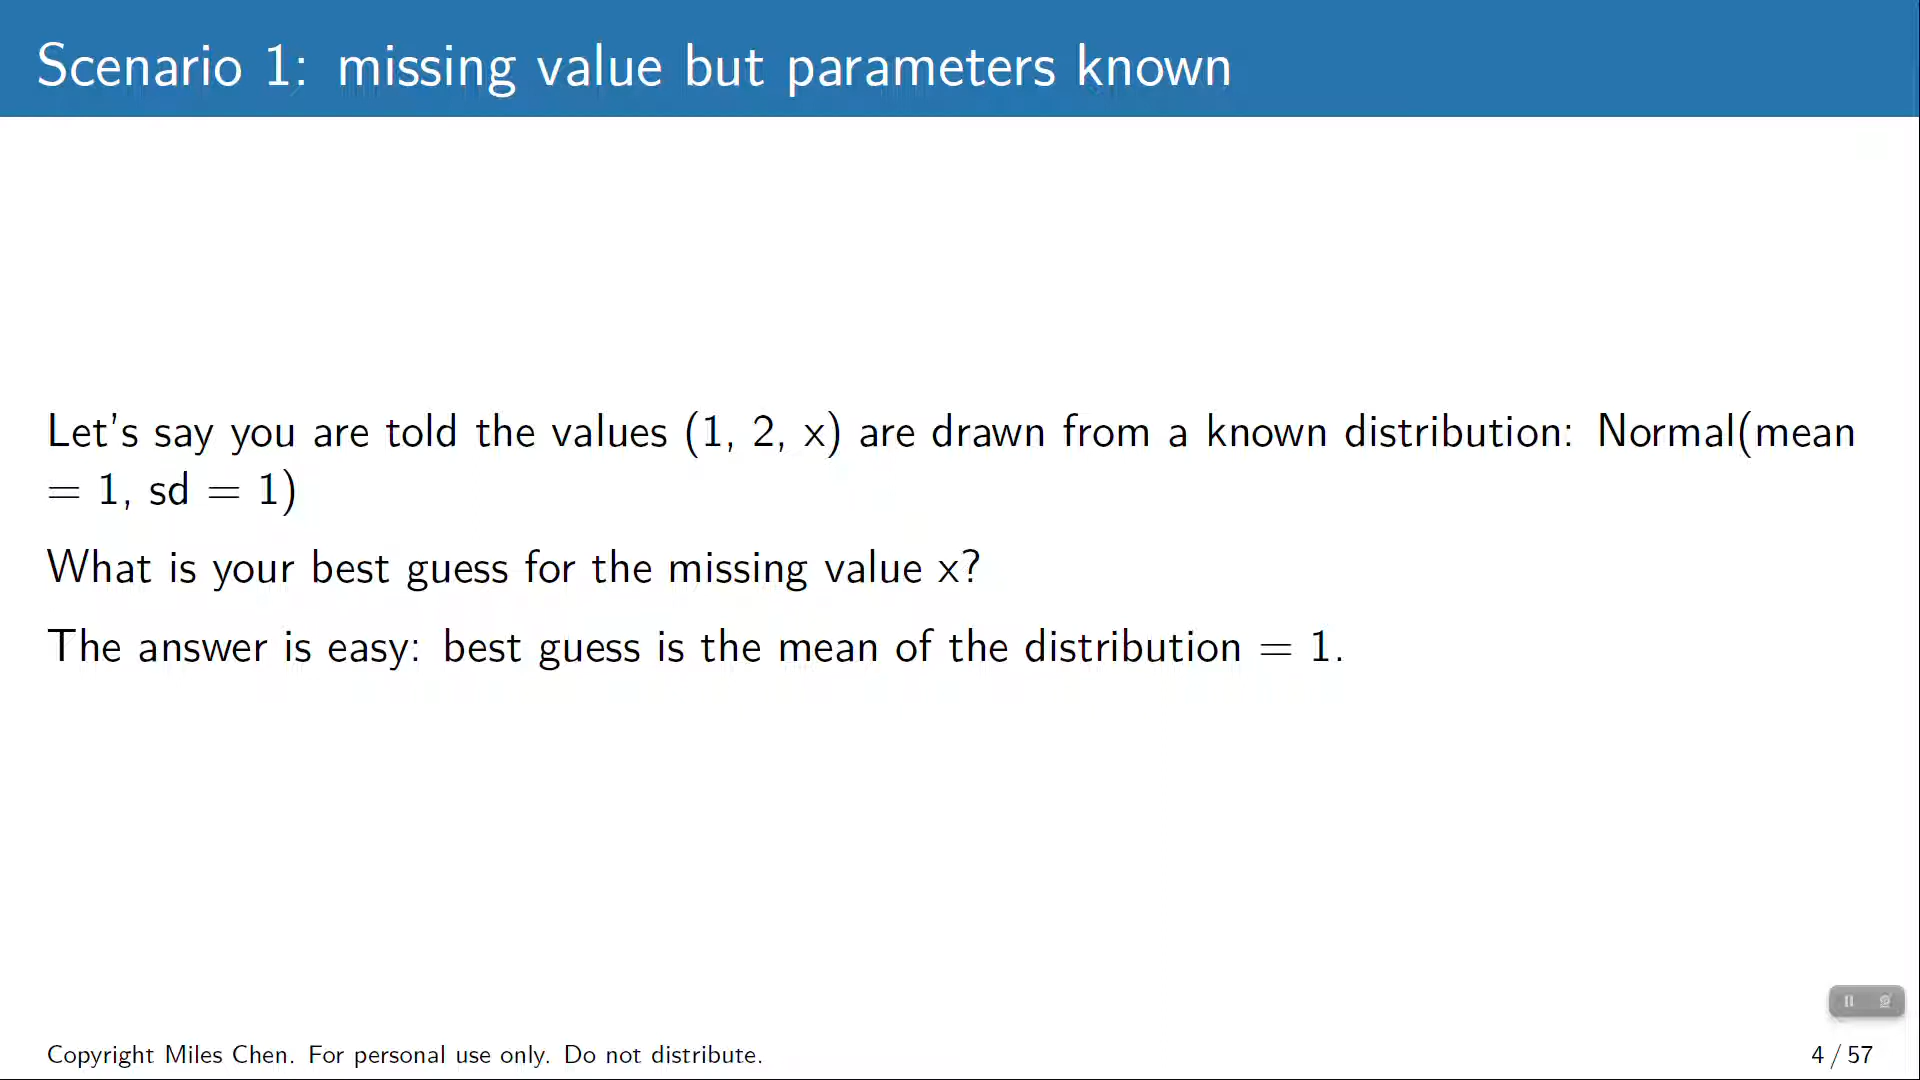 Scenario 1: missing value but parameters known
Let's say you are told the values (1, 2, x) are drawn from a known distribution: Normal(mean
= 1, sd = 1)
What is your best guess for the missing value x?
The answer is easy: best guess is the mean of the distribution = 1.
Copyright Miles Chen. For personal use only. Do not distribute.
4 / 57